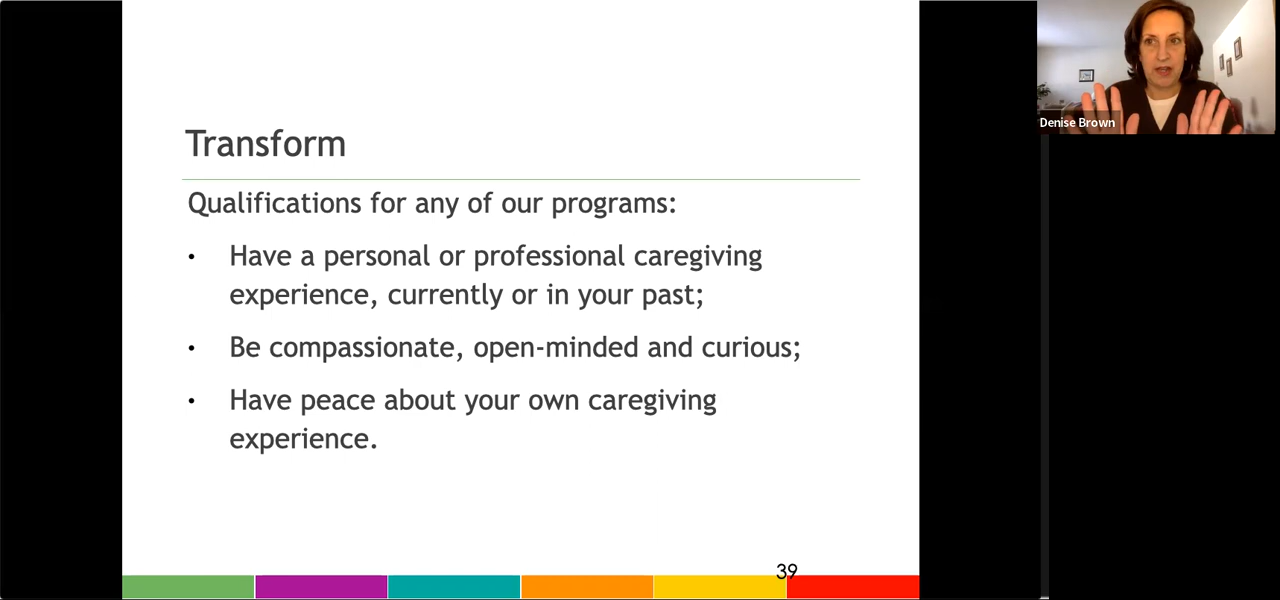 Transform
Qualifications for any of our programs:
• Have a personal or professional caregiving
experience, currently or in your past;
• Be compassionate, open-minded and curious;
• Have peace about your own caregiving
experience.
39
Denise Brown